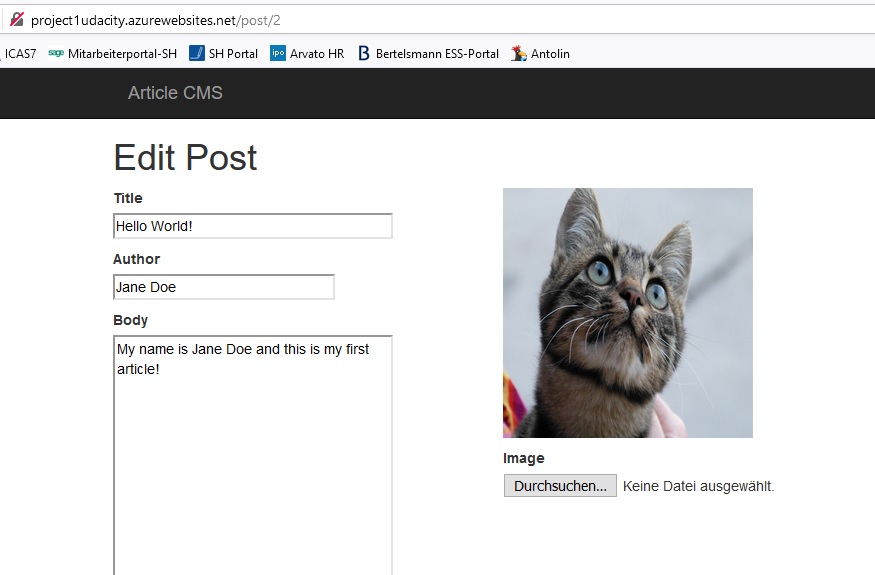 project1udacity.azurewebsites.net/post/2
ICAS7 sage Mitarbeiterportal-SH SH Portal ipo Arvato HR B Bertelsmann ESS-Portal Antolin
Article CMS
Edit Post
Title
Hello World!
Author
Jane Doe
Body
My name is Jane Doe and this is my first
article!
Image
Durchsuchen... Keine Datei ausgewählt.